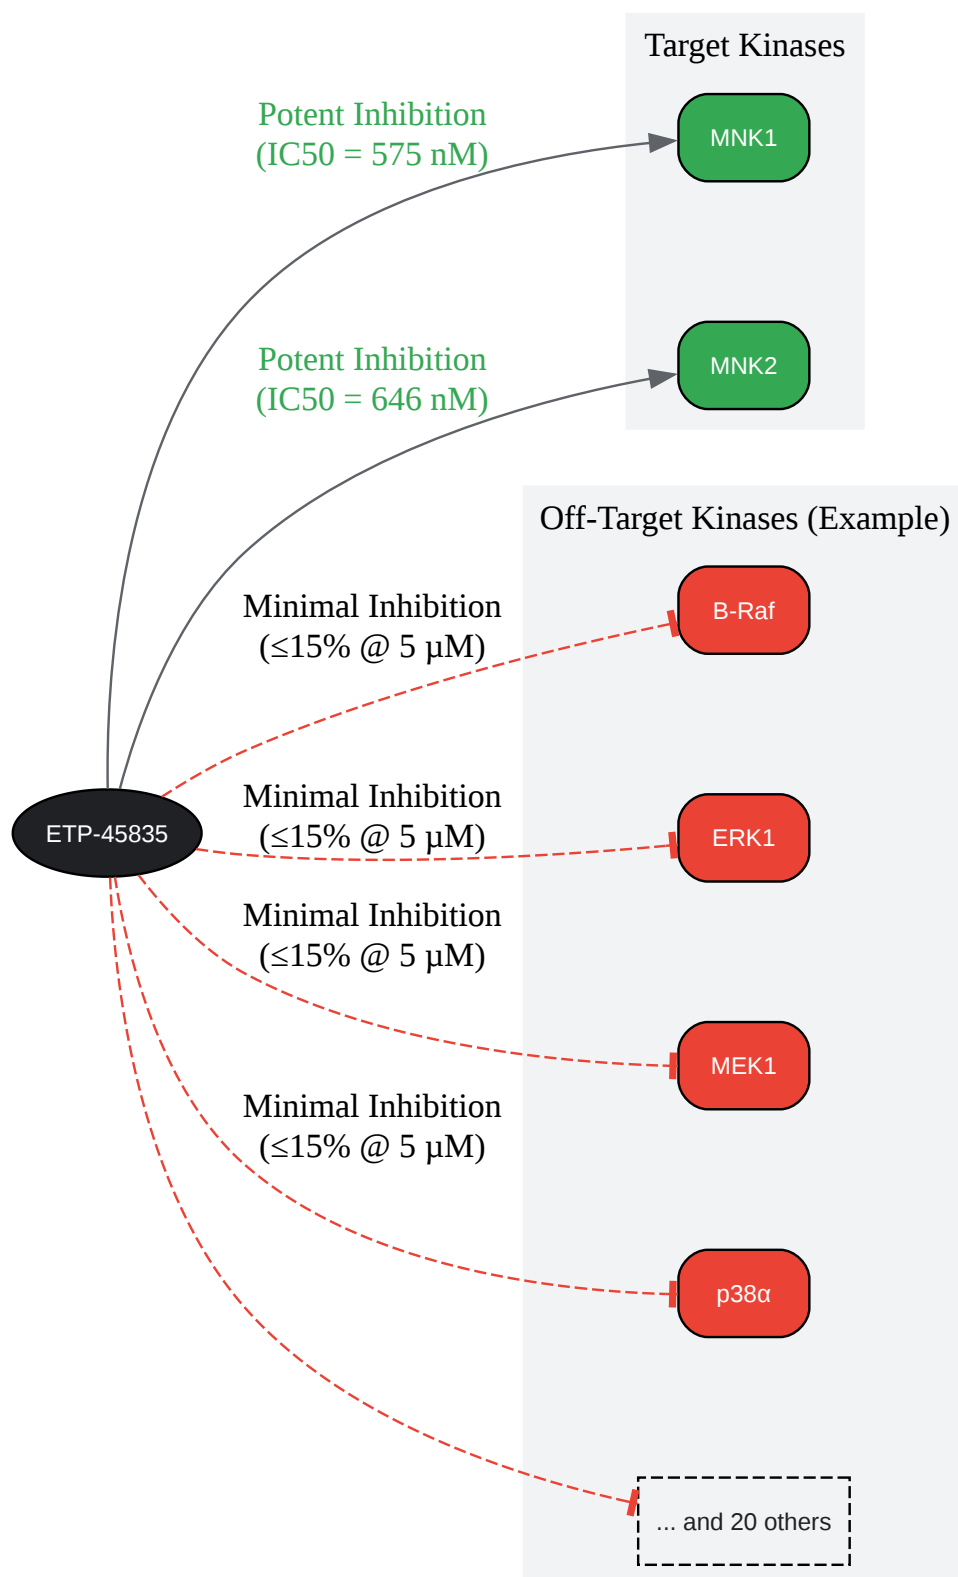 Target Kinases
Potent Inhibition
(IC50 = 575 nM)
MNK1
Potent Inhibition
(IC50 = 646 nM)
MNK2
Off-Target Kinases (Example)
Minimal Inhibition
(≤15% @ 5 µM)
B-Raf
ETP-45835
Minimal Inhibition
(≤15% @ 5 µM)
ERK1
Minimal Inhibition
(≤15% @ 5 µM)
MEK1
Minimal Inhibition
(≤15% @ 5 µM)
p38α
... and 20 others